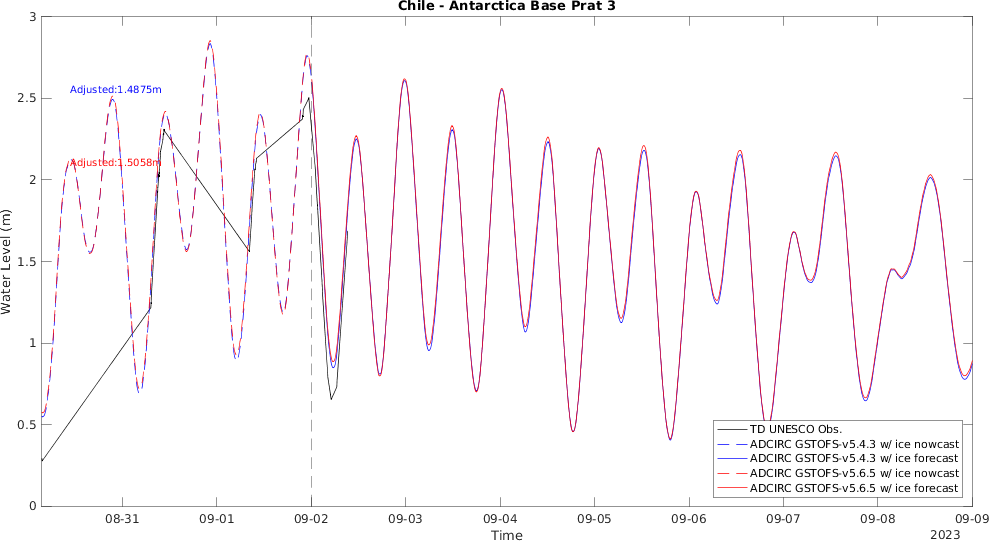 Chile - Antarctica Base Prat 3
3
2.5
2
1.5
1
0.5
0
Water Level (m)
Adjusted:1.4875m
Adjusted:1.5058m
TD UNESCO Obs.
ADCIRC GSTOFS-v5.4.3 w/ ice nowcast
ADCIRC GSTOFS-v5.4.3 w/ ice forecast
ADCIRC GSTOFS-v5.6.5 w/ ice nowcast
ADCIRC GSTOFS-v5.6.5 w/ ice forecast
08-31 09-01 09-02 09-03 09-04 09-05 09-06 09-07 09-08 09-09
Time
2023